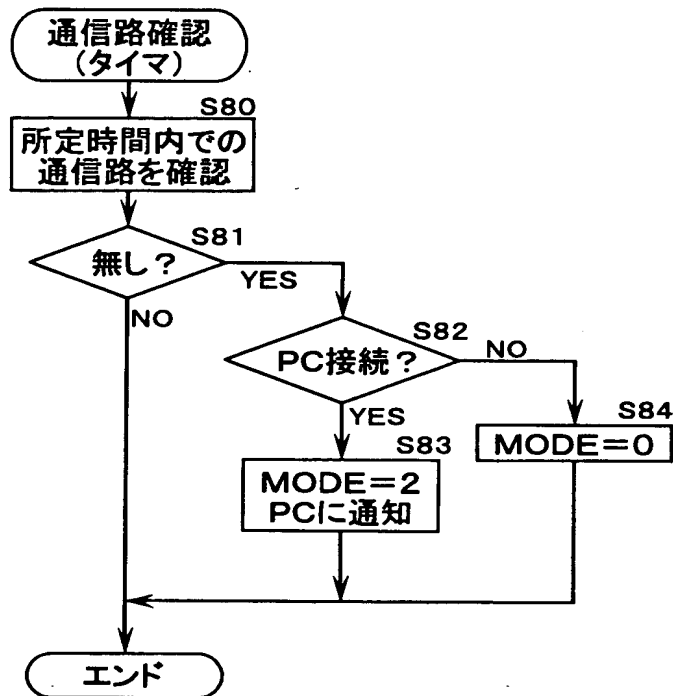 通信路確認
(タイマ)
S80
所定時間内での
通信路を確認
S81
無し？
YES
NO
S82
PC接続？
NO
YES
S84
MODE=0
S83
MODE=2
PCに通知
エンド